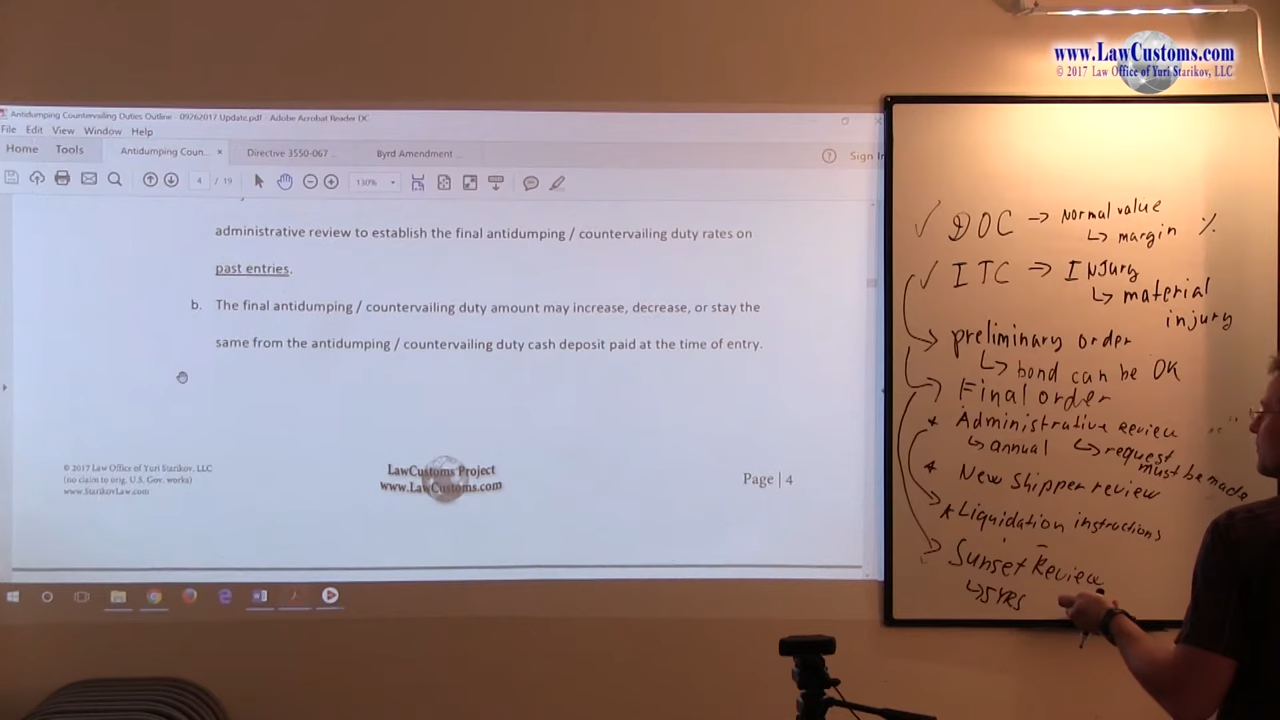 www.LawCustoms.com
© 2017 Law Office of Yuri Starikov, LLC
Antidumping Countervailing Duties Outline - 09262017 Update.pdf - Adobe Acrobat Reader DC
File Edit View Window Help
Home Tools Antidumping Coun... × Directive 3550-067 ... Byrd Amendment ... Sign In
4 / 19 130%
administrative review to establish the final antidumping / countervailing duty rates on
past entries.
b. The final antidumping / countervailing duty amount may increase, decrease, or stay the
same from the antidumping / countervailing duty cash deposit paid at the time of entry.
© 2017 Law Office of Yuri Starikov, LLC
(no claim to orig. U.S. Gov. works)
www.StarikovLaw.com
LawCustoms Project
www.LawCustoms.com
Page | 4
✓ DOC → Normal value
↳ margin %
✓ ITC → INJury
↳ material
injury
→ preliminary order
↳ bond can be OK
→ Final order
* Administrative review
↳ annual ↳ request
must be made
* New shipper review
* Liquidation instructions
→ Sunset Review
↳ 5 YRS